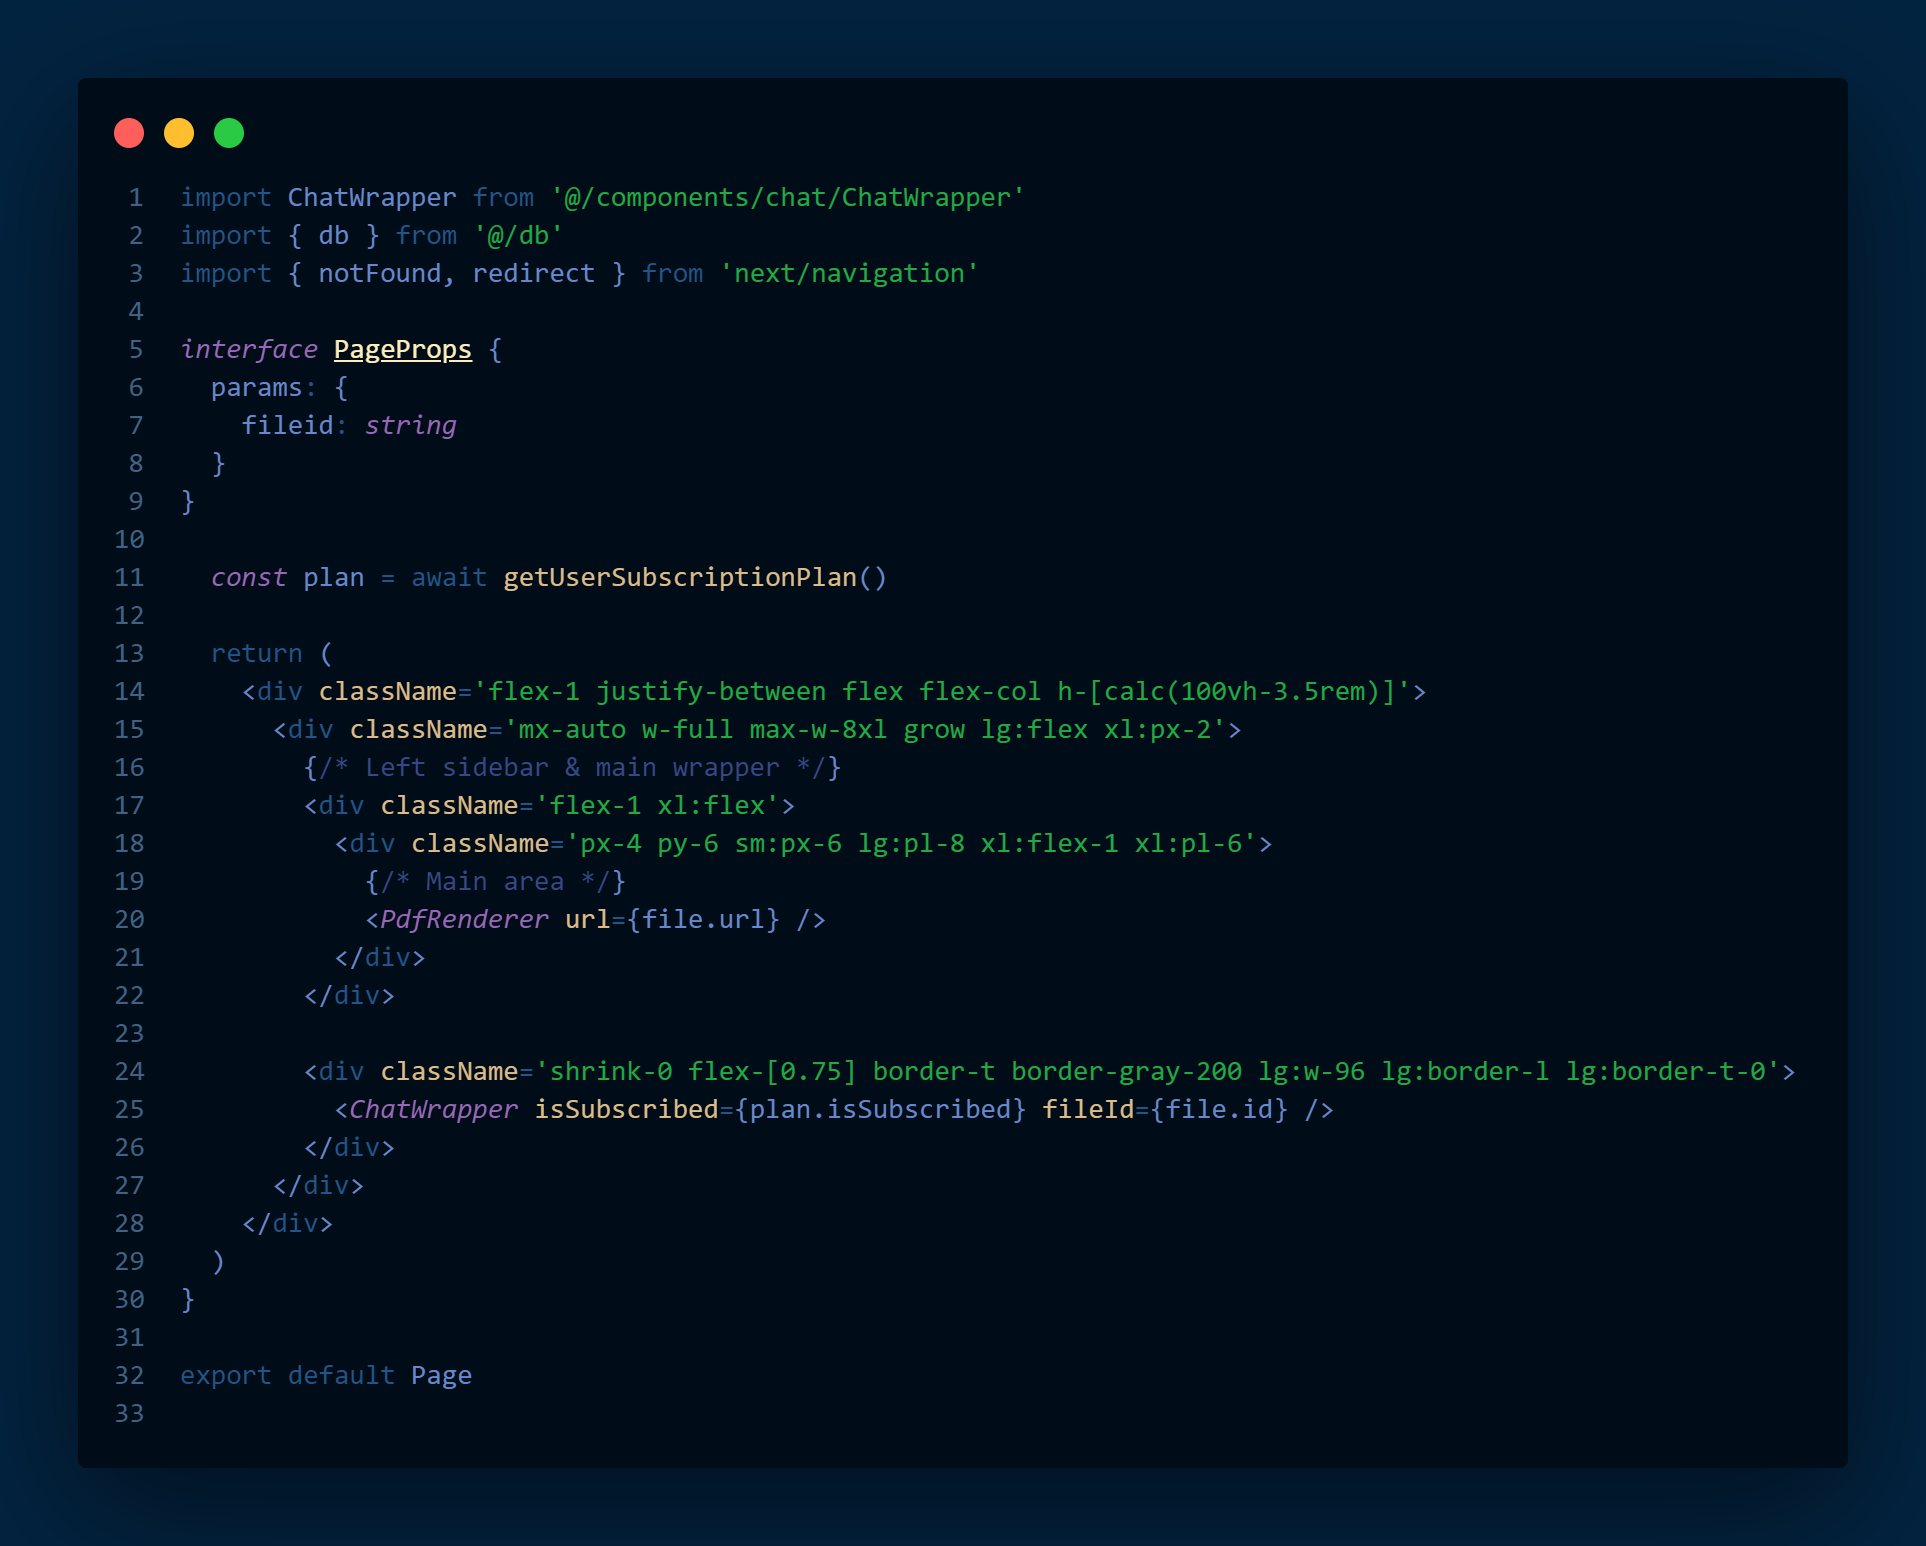 1 import ChatWrapper from '@/components/chat/ChatWrapper'
2 import { db } from '@/db'
3 import { notFound, redirect } from 'next/navigation'
4
5 interface PageProps {
6   params: {
7     fileid: string
8   }
9 }
10
11   const plan = await getUserSubscriptionPlan()
12
13   return (
14     <div className='flex-1 justify-between flex flex-col h-[calc(100vh-3.5rem)]'>
15       <div className='mx-auto w-full max-w-8xl grow lg:flex xl:px-2'>
16         {/* Left sidebar & main wrapper */}
17         <div className='flex-1 xl:flex'>
18           <div className='px-4 py-6 sm:px-6 lg:pl-8 xl:flex-1 xl:pl-6'>
19             {/* Main area */}
20             <PdfRenderer url={file.url} />
21           </div>
22         </div>
23
24         <div className='shrink-0 flex-[0.75] border-t border-gray-200 lg:w-96 lg:border-l lg:border-t-0'>
25           <ChatWrapper isSubscribed={plan.isSubscribed} fileId={file.id} />
26         </div>
27       </div>
28     </div>
29   )
30 }
31
32 export default Page
33